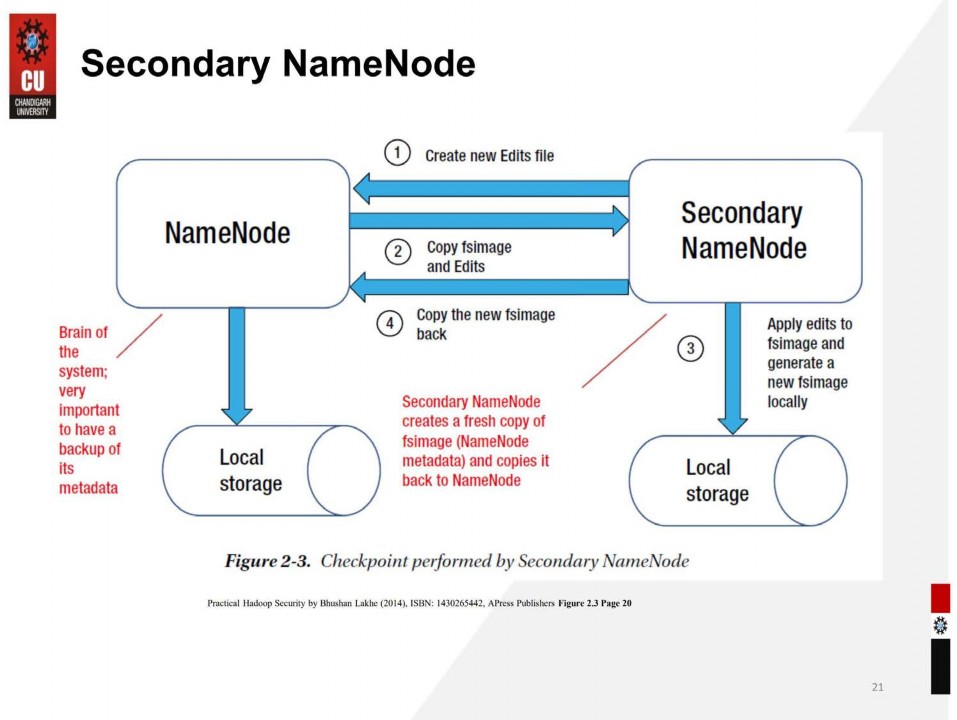 CU
CHANDIGARH
UNIVERSITY
Secondary NameNode
1 Create new Edits file
NameNode
Secondary
NameNode
2 Copy fsimage
and Edits
4 Copy the new fsimage
back
3 Apply edits to
fsimage and
generate a
new fsimage
locally
Brain of
the
system;
very
important
to have a
backup of
its
metadata
Secondary NameNode
creates a fresh copy of
fsimage (NameNode
metadata) and copies it
back to NameNode
Local
storage
Local
storage
Figure 2-3. Checkpoint performed by Secondary NameNode
Practical Hadoop Security by Bhushan Lakhe (2014), ISBN: 1430265442, APress Publishers Figure 2.3 Page 20
21